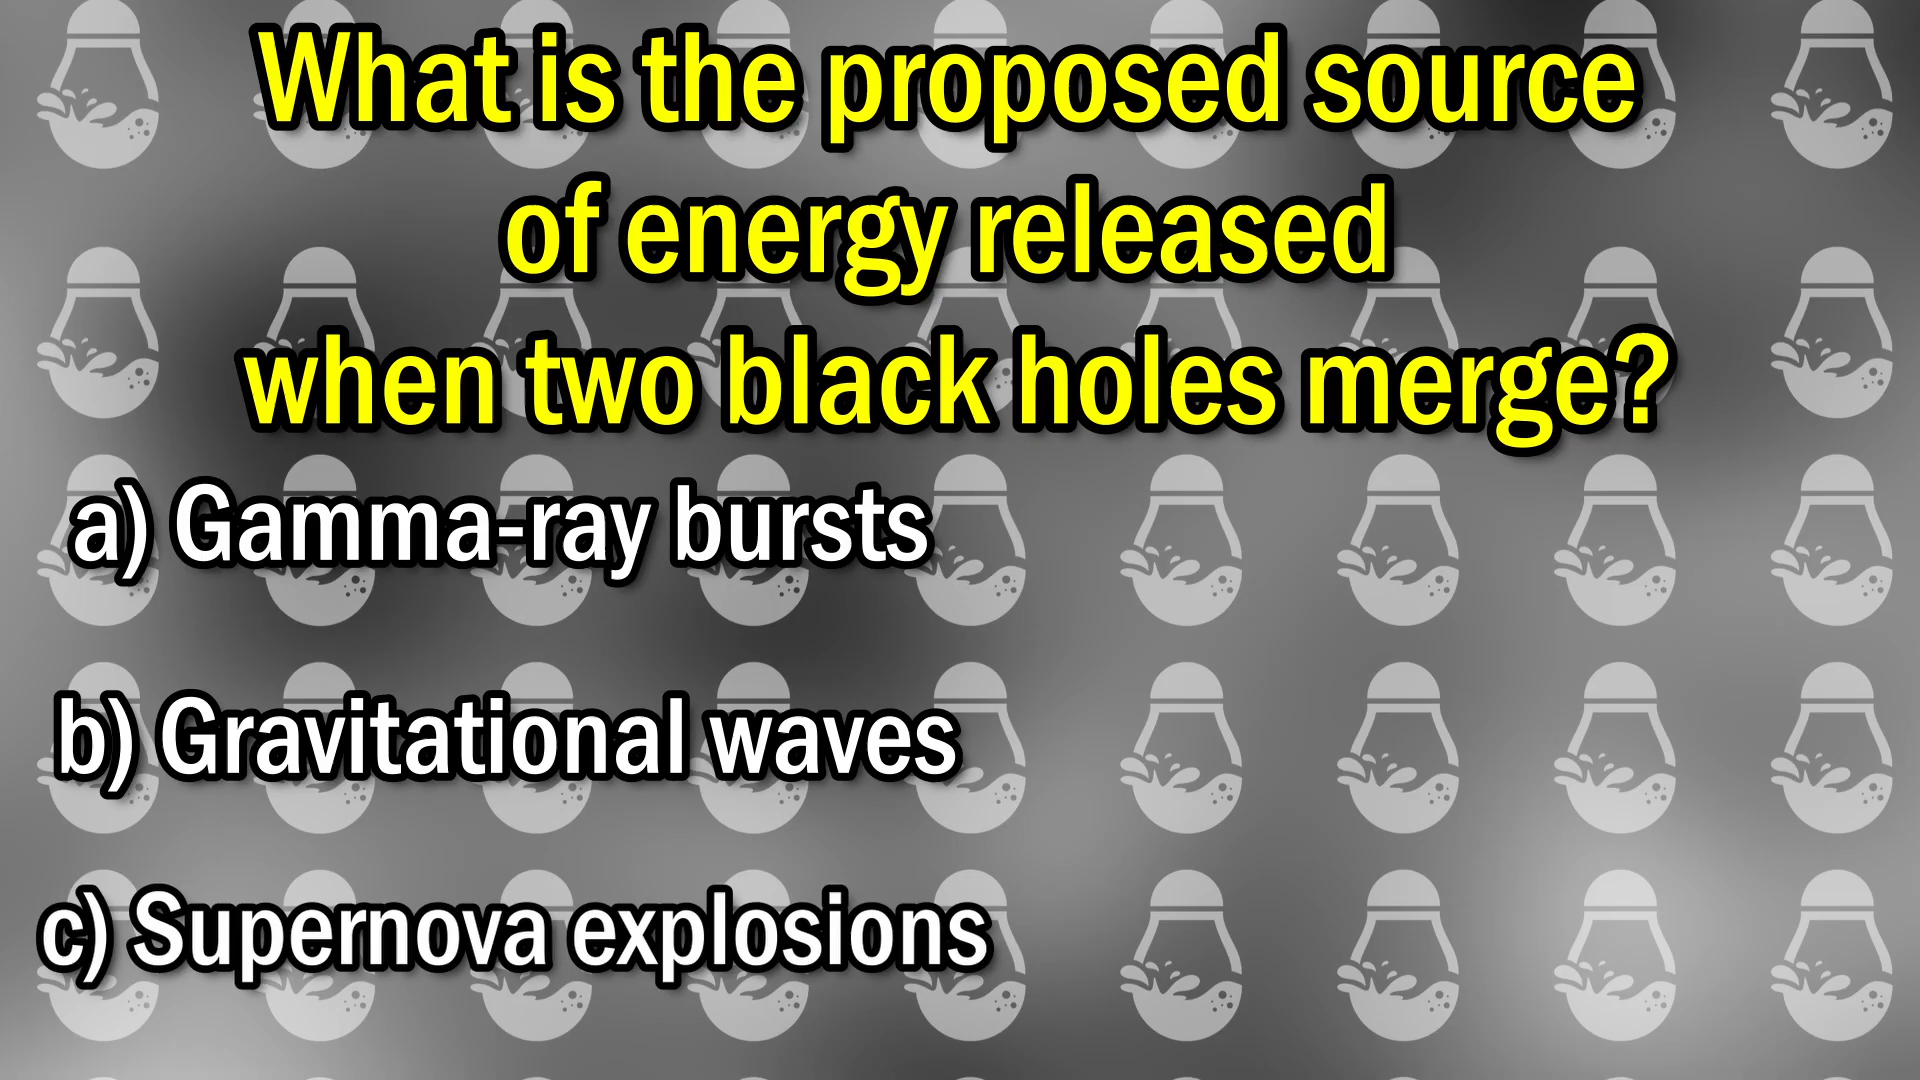 What is the proposed source
of energy released
when two black holes merge?
a) Gamma-ray bursts
b) Gravitational waves
c) Supernova explosions